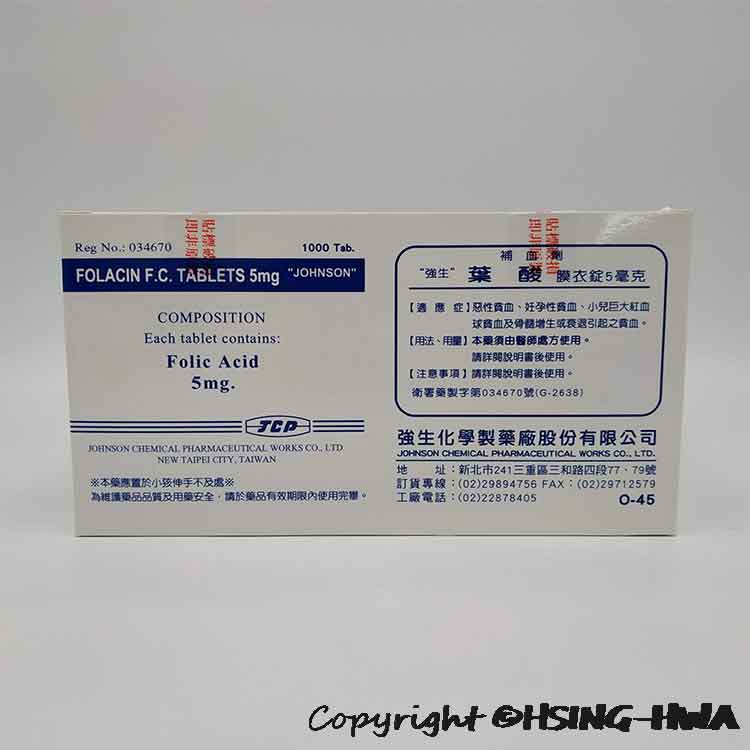 Reg No.: 034670
1000 Tab.
FOLACIN F.C. TABLETS 5mg "JOHNSON"
COMPOSITION
Each tablet contains:
Folic Acid
5mg.
JCP
JOHNSON CHEMICAL PHARMACEUTICAL WORKS CO., LTD.
NEW TAIPEI CITY, TAIWAN
※本藥應置於小孩伸手不及處※
為維護藥品品質及用藥安全,請於藥品有效期限內使用完畢。
補血劑
"強生" 葉酸 膜衣錠5毫克
【適應症】惡性貧血、妊孕性貧血、小兒巨大紅血
球貧血及骨髓增生或衰退引起之貧血。
【用法、用量】本藥須由醫師處方使用。
請詳閱說明書後使用。
【注意事項】請詳閱說明書後使用。
衛署藥製字第034670號(G-2638)
強生化學製藥廠股份有限公司
JOHNSON CHEMICAL PHARMACEUTICAL WORKS CO., LTD.
地 址:新北市241三重區三和路四段77、79號
訂貨專線:(02)29894756 FAX:(02)29712579
工廠電話:(02)22878405
O-45
Copyright ©HSING-HWA